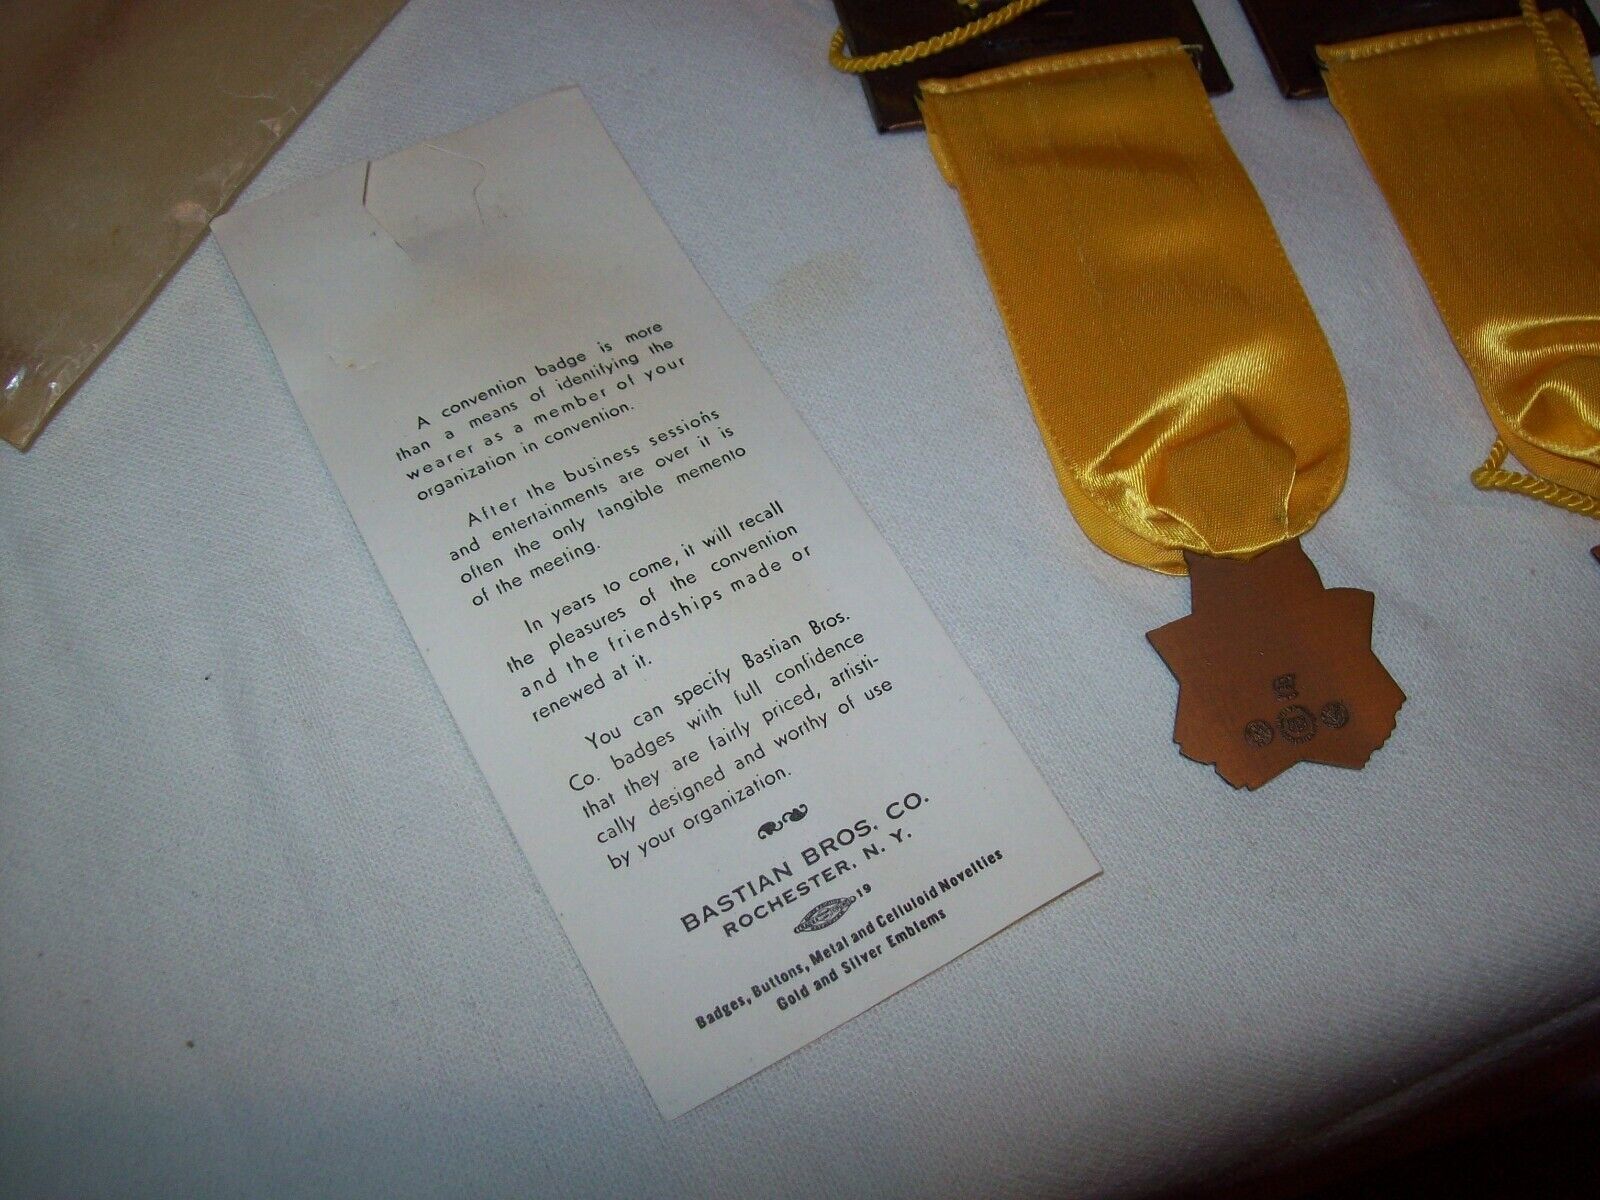 A convention badge is more
than a means of identifying the
wearer as a member of your
organization in convention.
After the business sessions
and entertainments are over it is
often the only tangible memento
of the meeting.
In years to come, it will recall
the pleasures of the convention
and the friendships made or
renewed at it.
You can specify Bastian Bros.
Co. badges with full confidence
that they are fairly priced, artisti-
cally designed and worthy of use
by your organization.
BASTIAN BROS. CO.
ROCHESTER, N. Y.
19
Badges, Buttons, Metal and Celluloid Novelties
Gold and Silver Emblems